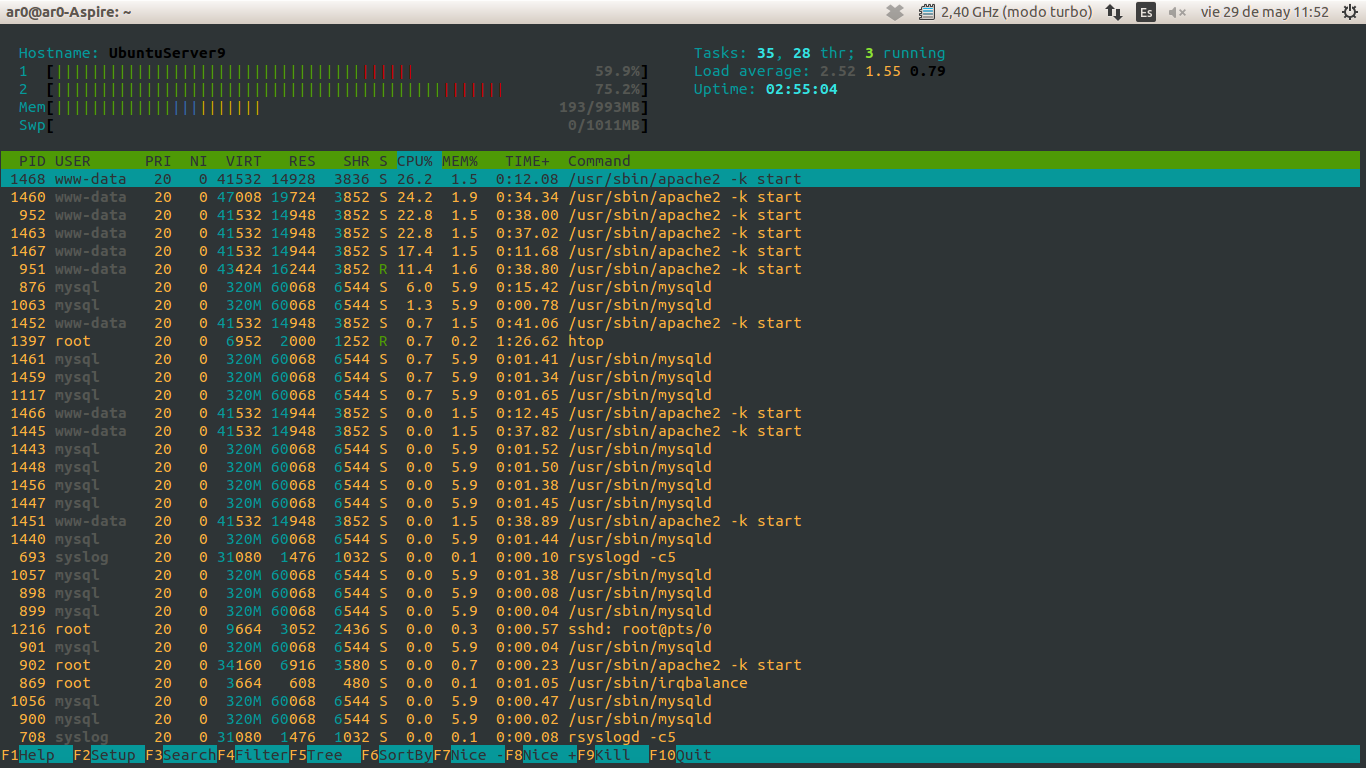 ar0@ar0-Aspire: ~ 2,40 GHz (modo turbo) Es vie 29 de may 11:52
Hostname: UbuntuServer9 Tasks: 35, 28 thr; 3 running
1 [||||||||||||||||||||||||||||||||||||||||| 59.9%] Load average: 2.52 1.55 0.79
2 [||||||||||||||||||||||||||||||||||||||||||||||||||| 75.2%] Uptime: 02:55:04
Mem[||||||||||||||||||||||| 193/993MB]
Swp[ 0/1011MB]
PID USER PRI NI VIRT RES SHR S CPU% MEM% TIME+ Command
1468 www-data 20 0 41532 14928 3836 S 26.2 1.5 0:12.08 /usr/sbin/apache2 -k start
1460 www-data 20 0 47008 19724 3852 S 24.2 1.9 0:34.34 /usr/sbin/apache2 -k start
952 www-data 20 0 41532 14948 3852 S 22.8 1.5 0:38.00 /usr/sbin/apache2 -k start
1463 www-data 20 0 41532 14948 3852 S 22.8 1.5 0:37.02 /usr/sbin/apache2 -k start
1467 www-data 20 0 41532 14944 3852 S 17.4 1.5 0:11.68 /usr/sbin/apache2 -k start
951 www-data 20 0 43424 16244 3852 R 11.4 1.6 0:38.80 /usr/sbin/apache2 -k start
876 mysql 20 0 320M 60068 6544 S 6.0 5.9 0:15.42 /usr/sbin/mysqld
1063 mysql 20 0 320M 60068 6544 S 1.3 5.9 0:00.78 /usr/sbin/mysqld
1452 www-data 20 0 41532 14948 3852 S 0.7 1.5 0:41.06 /usr/sbin/apache2 -k start
1397 root 20 0 6952 2000 1252 R 0.7 0.2 1:26.62 htop
1461 mysql 20 0 320M 60068 6544 S 0.7 5.9 0:01.41 /usr/sbin/mysqld
1459 mysql 20 0 320M 60068 6544 S 0.7 5.9 0:01.34 /usr/sbin/mysqld
1117 mysql 20 0 320M 60068 6544 S 0.7 5.9 0:01.65 /usr/sbin/mysqld
1466 www-data 20 0 41532 14944 3852 S 0.0 1.5 0:12.45 /usr/sbin/apache2 -k start
1445 www-data 20 0 41532 14948 3852 S 0.0 1.5 0:37.82 /usr/sbin/apache2 -k start
1443 mysql 20 0 320M 60068 6544 S 0.0 5.9 0:01.52 /usr/sbin/mysqld
1448 mysql 20 0 320M 60068 6544 S 0.0 5.9 0:01.50 /usr/sbin/mysqld
1456 mysql 20 0 320M 60068 6544 S 0.0 5.9 0:01.38 /usr/sbin/mysqld
1447 mysql 20 0 320M 60068 6544 S 0.0 5.9 0:01.45 /usr/sbin/mysqld
1451 www-data 20 0 41532 14948 3852 S 0.0 1.5 0:38.89 /usr/sbin/apache2 -k start
1440 mysql 20 0 320M 60068 6544 S 0.0 5.9 0:01.44 /usr/sbin/mysqld
693 syslog 20 0 31080 1476 1032 S 0.0 0.1 0:00.10 rsyslogd -c5
1057 mysql 20 0 320M 60068 6544 S 0.0 5.9 0:01.38 /usr/sbin/mysqld
898 mysql 20 0 320M 60068 6544 S 0.0 5.9 0:00.08 /usr/sbin/mysqld
899 mysql 20 0 320M 60068 6544 S 0.0 5.9 0:00.04 /usr/sbin/mysqld
1216 root 20 0 9664 3052 2436 S 0.0 0.3 0:00.57 sshd: root@pts/0
901 mysql 20 0 320M 60068 6544 S 0.0 5.9 0:00.04 /usr/sbin/mysqld
902 root 20 0 34160 6916 3580 S 0.0 0.7 0:00.23 /usr/sbin/apache2 -k start
869 root 20 0 3664 608 480 S 0.0 0.1 0:01.05 /usr/sbin/irqbalance
1056 mysql 20 0 320M 60068 6544 S 0.0 5.9 0:00.47 /usr/sbin/mysqld
900 mysql 20 0 320M 60068 6544 S 0.0 5.9 0:00.02 /usr/sbin/mysqld
708 syslog 20 0 31080 1476 1032 S 0.0 0.1 0:00.08 rsyslogd -c5
F1Help F2Setup F3SearchF4FilterF5Tree F6SortByF7Nice -F8Nice +F9Kill F10Quit